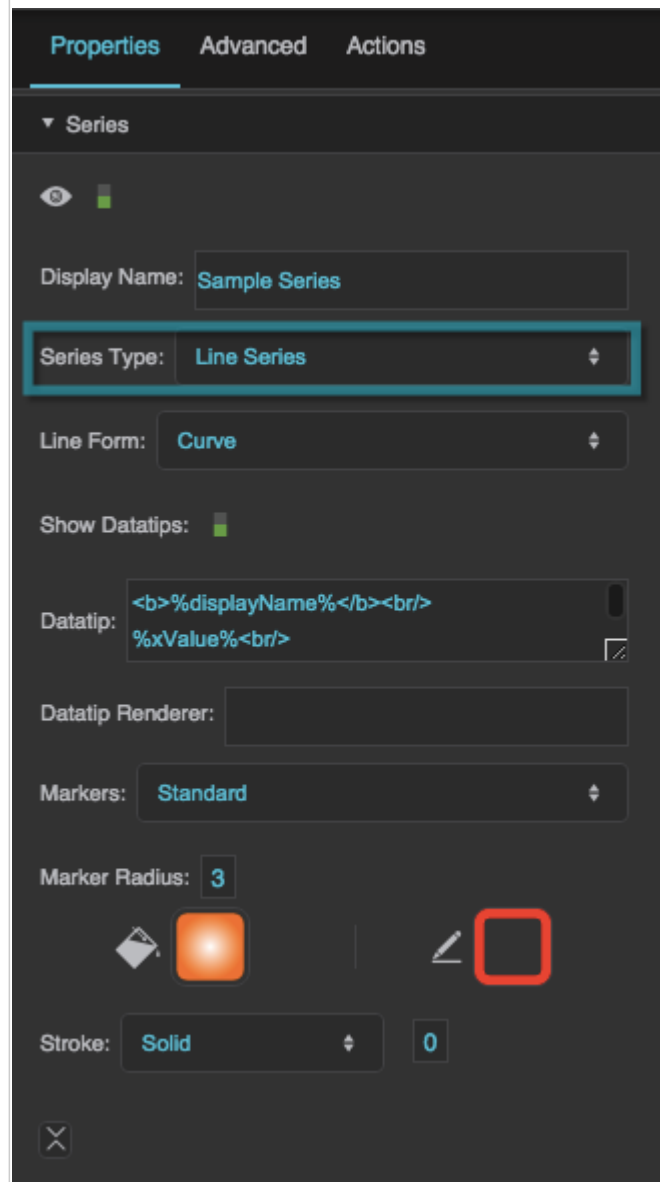 Properties Advanced Actions
Series
Display Name: Sample Series
Series Type: Line Series
Line Form: Curve
Show Datatips:
Datatip: <b>%displayName%</b><br/>
%xValue%<br/>
Datatip Renderer:
Markers: Standard
Marker Radius: 3
Stroke: Solid 0